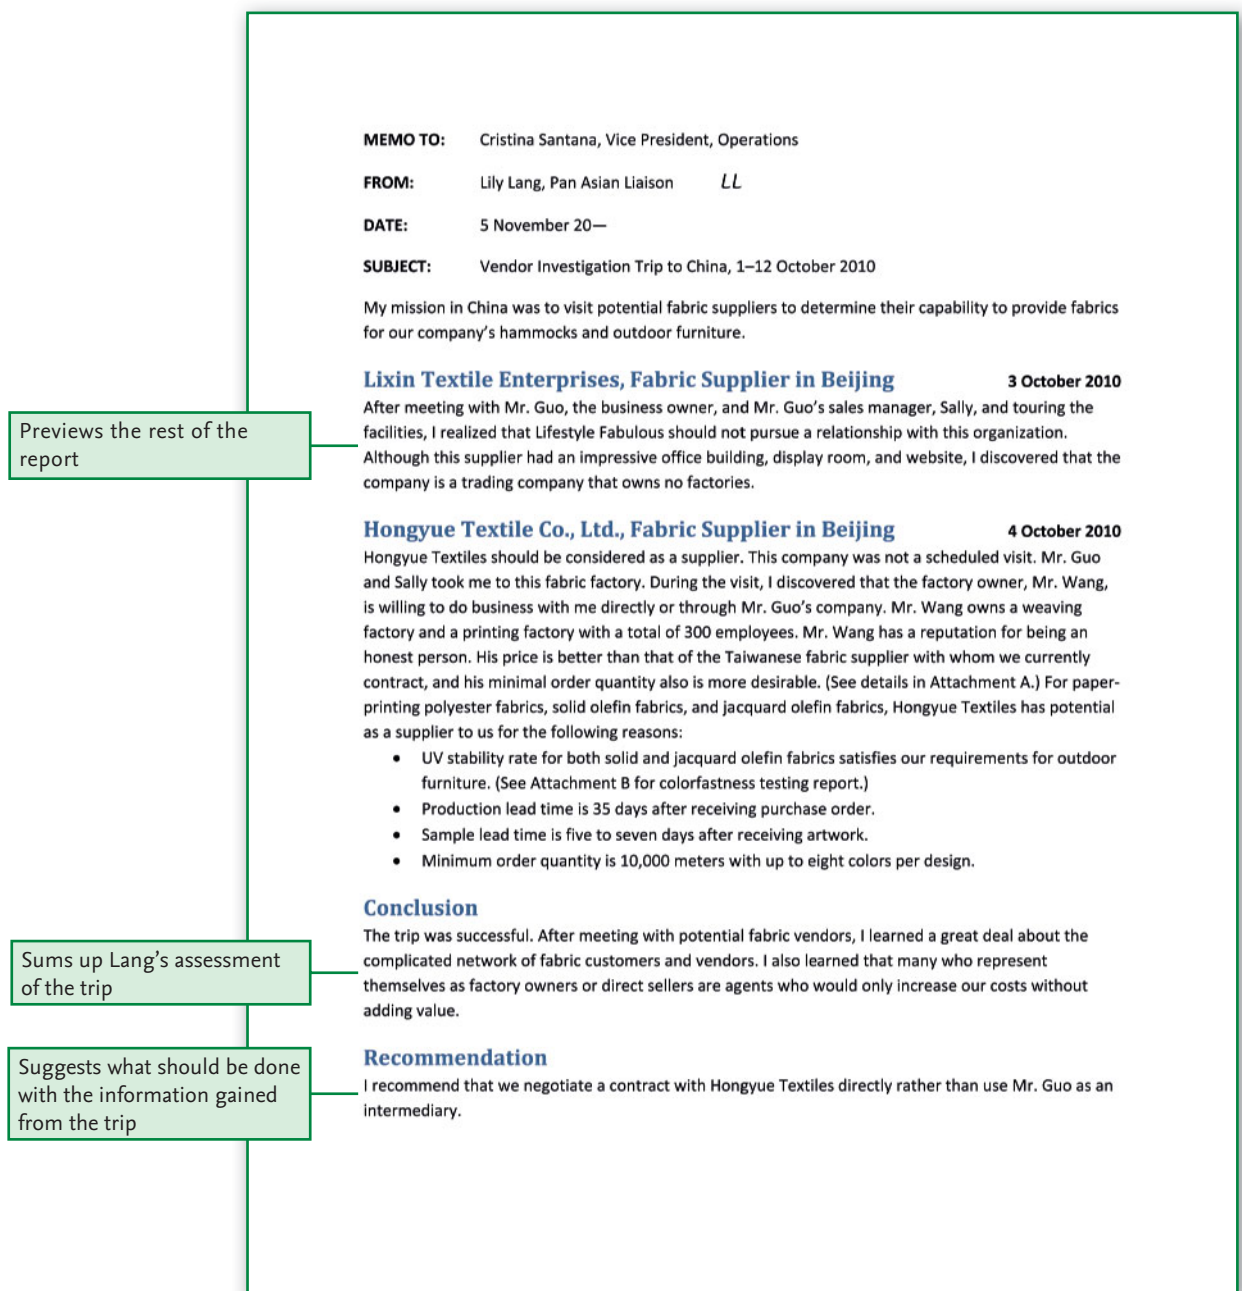 MEMO TO: Cristina Santana, Vice President, Operations
FROM: Lily Lang, Pan Asian Liaison LL
DATE: 5 November 20—
SUBJECT: Vendor Investigation Trip to China, 1–12 October 2010
My mission in China was to visit potential fabric suppliers to determine their capability to provide fabrics
for our company's hammocks and outdoor furniture.
Lixin Textile Enterprises, Fabric Supplier in Beijing 3 October 2010
After meeting with Mr. Guo, the business owner, and Mr. Guo's sales manager, Sally, and touring the
facilities, I realized that Lifestyle Fabulous should not pursue a relationship with this organization.
Although this supplier had an impressive office building, display room, and website, I discovered that the
company is a trading company that owns no factories.
Previews the rest of the
report
Hongyue Textile Co., Ltd., Fabric Supplier in Beijing 4 October 2010
Hongyue Textiles should be considered as a supplier. This company was not a scheduled visit. Mr. Guo
and Sally took me to this fabric factory. During the visit, I discovered that the factory owner, Mr. Wang,
is willing to do business with me directly or through Mr. Guo's company. Mr. Wang owns a weaving
factory and a printing factory with a total of 300 employees. Mr. Wang has a reputation for being an
honest person. His price is better than that of the Taiwanese fabric supplier with whom we currently
contract, and his minimal order quantity also is more desirable. (See details in Attachment A.) For paper-
printing polyester fabrics, solid olefin fabrics, and jacquard olefin fabrics, Hongyue Textiles has potential
as a supplier to us for the following reasons:
• UV stability rate for both solid and jacquard olefin fabrics satisfies our requirements for outdoor
furniture. (See Attachment B for colorfastness testing report.)
• Production lead time is 35 days after receiving purchase order.
• Sample lead time is five to seven days after receiving artwork.
• Minimum order quantity is 10,000 meters with up to eight colors per design.
Conclusion
The trip was successful. After meeting with potential fabric vendors, I learned a great deal about the
complicated network of fabric customers and vendors. I also learned that many who represent
themselves as factory owners or direct sellers are agents who would only increase our costs without
adding value.
Sums up Lang's assessment
of the trip
Recommendation
I recommend that we negotiate a contract with Hongyue Textiles directly rather than use Mr. Guo as an
intermediary.
Suggests what should be done
with the information gained
from the trip